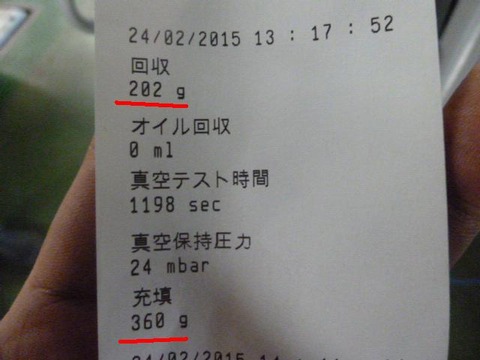 24/02/2015 13 : 17 : 52
回収
202 g
オイル回収
0 ml
真空テスト時間
1198 sec
真空保持圧力
24 mbar
充填
360 g